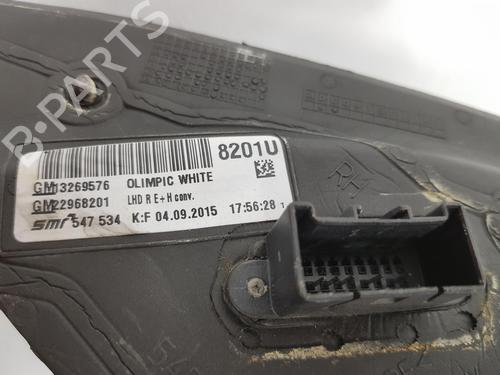 B-PARTS
8201U
GM 13269576 OLIMPIC WHITE
GM 22968201 LHD R E+H conv.
smr 547 534 K:F 04.09.2015 17:56:28
RH